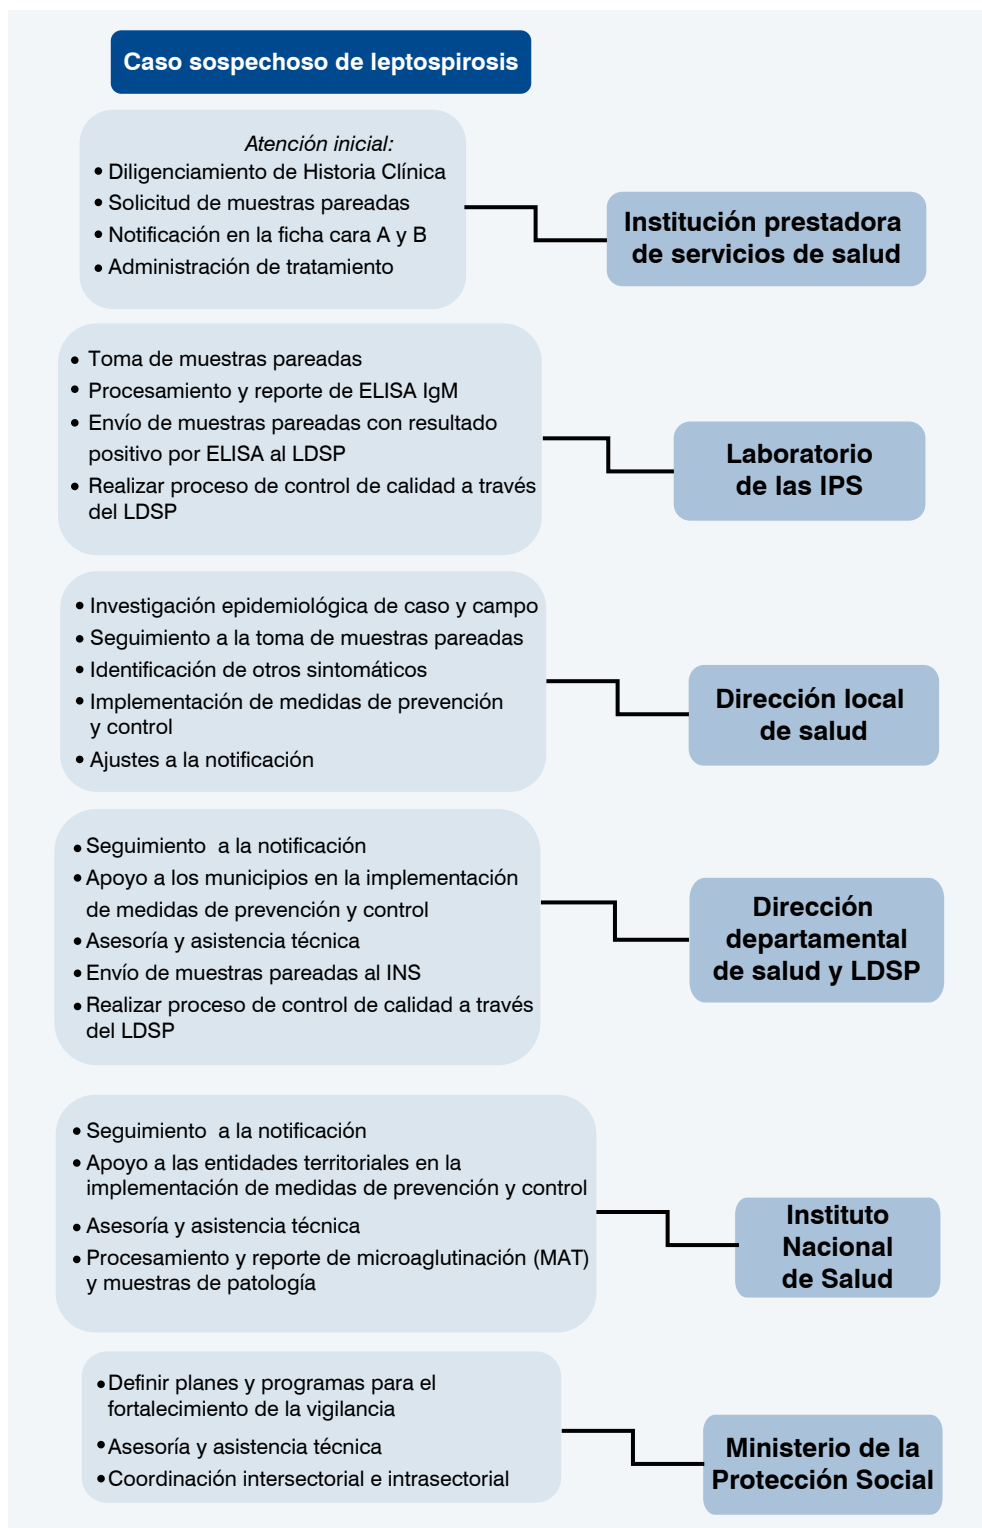 Caso sospechoso de leptospirosis
Atención inicial:
• Diligenciamiento de Historia Clínica
• Solicitud de muestras pareadas
• Notificación en la ficha cara A y B
• Administración de tratamiento
Institución prestadora
de servicios de salud
• Toma de muestras pareadas
• Procesamiento y reporte de ELISA IgM
• Envío de muestras pareadas con resultado
positivo por ELISA al LDSP
• Realizar proceso de control de calidad a través
del LDSP
Laboratorio
de las IPS
• Investigación epidemiológica de caso y campo
• Seguimiento a la toma de muestras pareadas
• Identificación de otros sintomáticos
• Implementación de medidas de prevención
y control
• Ajustes a la notificación
Dirección local
de salud
• Seguimiento a la notificación
• Apoyo a los municipios en la implementación
de medidas de prevención y control
• Asesoría y asistencia técnica
• Envío de muestras pareadas al INS
• Realizar proceso de control de calidad a través
del LDSP
Dirección
departamental
de salud y LDSP
• Seguimiento a la notificación
• Apoyo a las entidades territoriales en la
implementación de medidas de prevención y control
• Asesoría y asistencia técnica
• Procesamiento y reporte de microaglutinación (MAT)
y muestras de patología
Instituto
Nacional
de Salud
• Definir planes y programas para el
fortalecimiento de la vigilancia
• Asesoría y asistencia técnica
• Coordinación intersectorial e intrasectorial
Ministerio de la
Protección Social